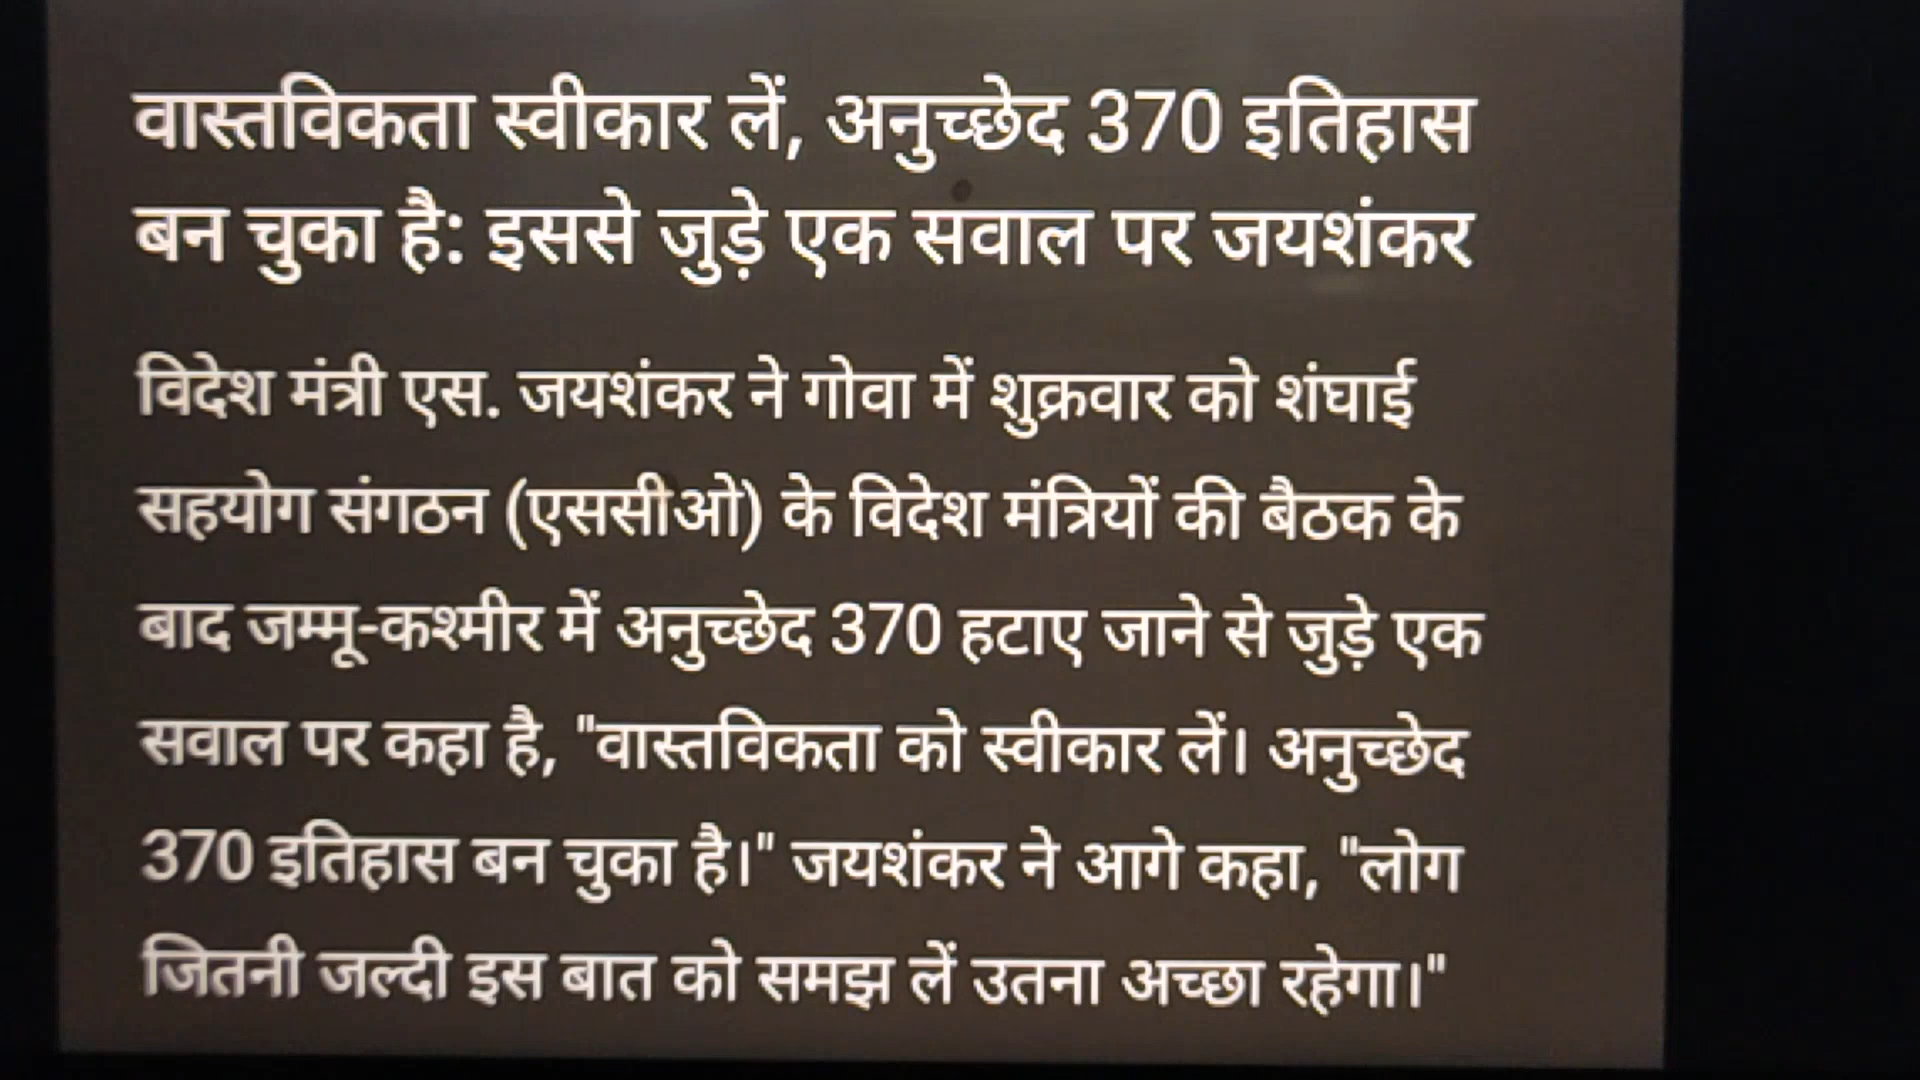 वास्तविकता स्वीकार लें, अनुच्छेद 370 इतिहास
बन चुका है: इससे जुड़े एक सवाल पर जयशंकर
विदेश मंत्री एस. जयशंकर ने गोवा में शुक्रवार को शंघाई
सहयोग संगठन (एससीओ) के विदेश मंत्रियों की बैठक के
बाद जम्मू-कश्मीर में अनुच्छेद 370 हटाए जाने से जुड़े एक
सवाल पर कहा है, "वास्तविकता को स्वीकार लें। अनुच्छेद
370 इतिहास बन चुका है।" जयशंकर ने आगे कहा, "लोग
जितनी जल्दी इस बात को समझ लें उतना अच्छा रहेगा।"